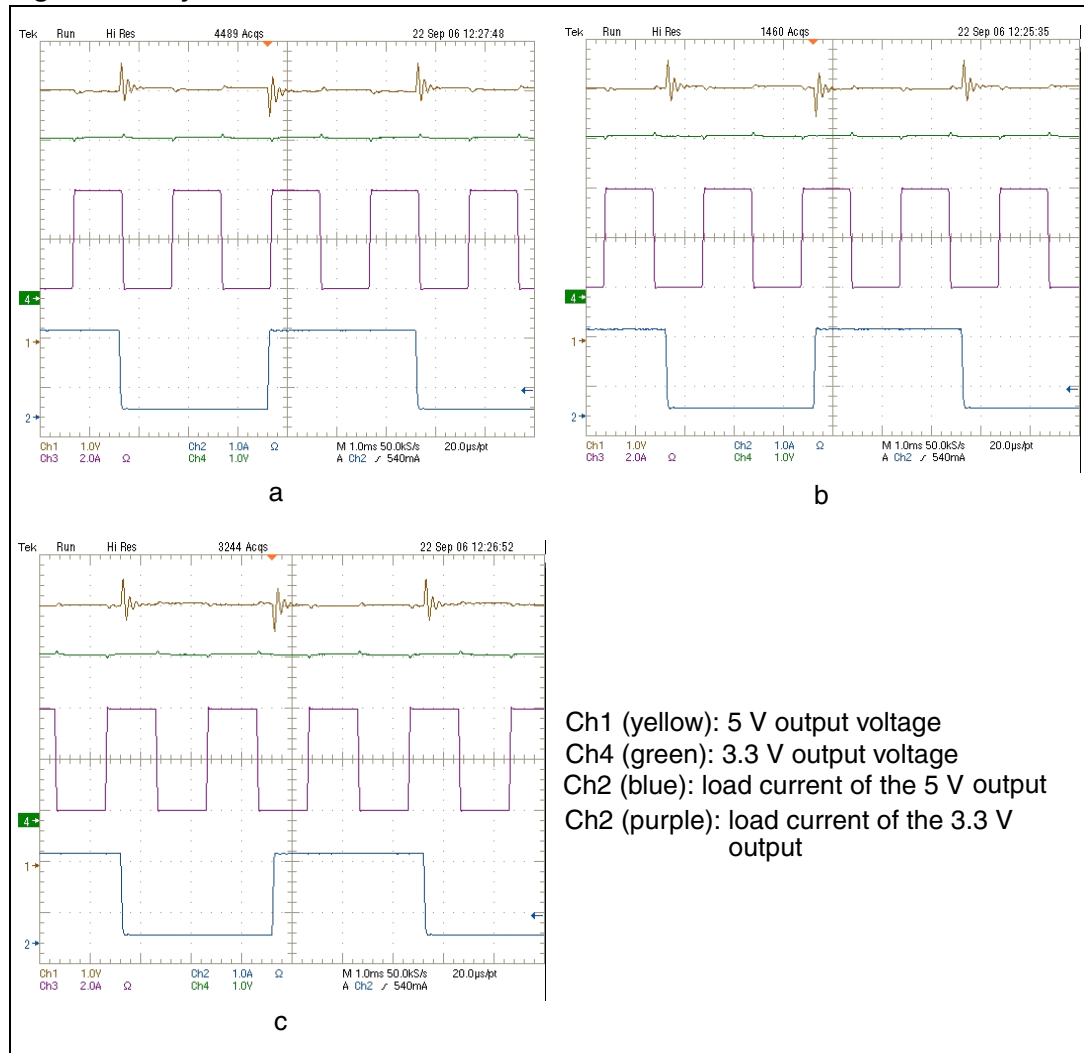 Tek Run Hi Res 4489 Acqs 22 Sep 06 12:27:48
4
1
2
Ch1 1.0V Ch2 1.0A Ω M 1.0ms 50.0kS/s 20.0µs/pt
Ch3 2.0A Ω Ch4 1.0V A Ch2 ∕ 540mA
a
Tek Run Hi Res 1460 Acqs 22 Sep 06 12:25:35
4
1
2
Ch1 1.0V Ch2 1.0A Ω M 1.0ms 50.0kS/s 20.0µs/pt
Ch3 2.0A Ω Ch4 1.0V A Ch2 ∕ 540mA
b
Tek Run Hi Res 3244 Acqs 22 Sep 06 12:26:52
4
1
2
Ch1 1.0V Ch2 1.0A Ω M 1.0ms 50.0kS/s 20.0µs/pt
Ch3 2.0A Ω Ch4 1.0V A Ch2 ∕ 540mA
c
Ch1 (yellow): 5 V output voltage
Ch4 (green): 3.3 V output voltage
Ch2 (blue): load current of the 5 V output
Ch2 (purple): load current of the 3.3 V
output